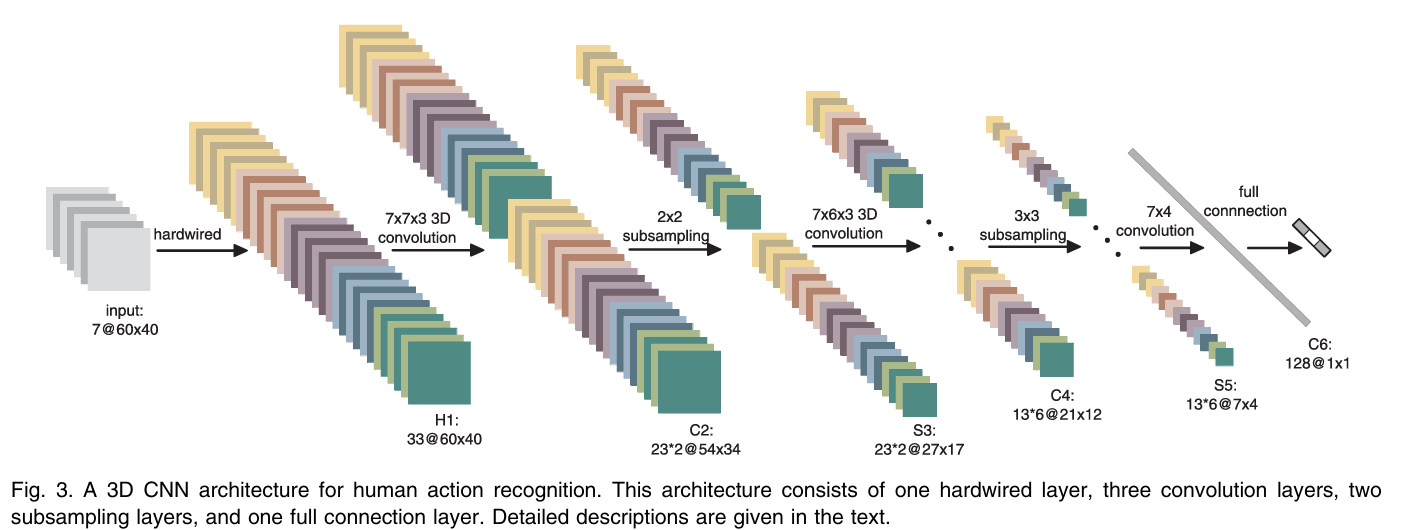 hardwired
7x7x3 3D
convolution
2x2
subsampling
7x6x3 3D
convolution
3x3
subsampling
7x4
convolution
full
connnection
input:
7@60x40
H1:
33@60x40
C2:
23*2@54x34
S3:
23*2@27x17
C4:
13*6@21x12
S5:
13*6@7x4
C6:
128@1x1
Fig. 3. A 3D CNN architecture for human action recognition. This architecture consists of one hardwired layer, three convolution layers, two
subsampling layers, and one full connection layer. Detailed descriptions are given in the text.